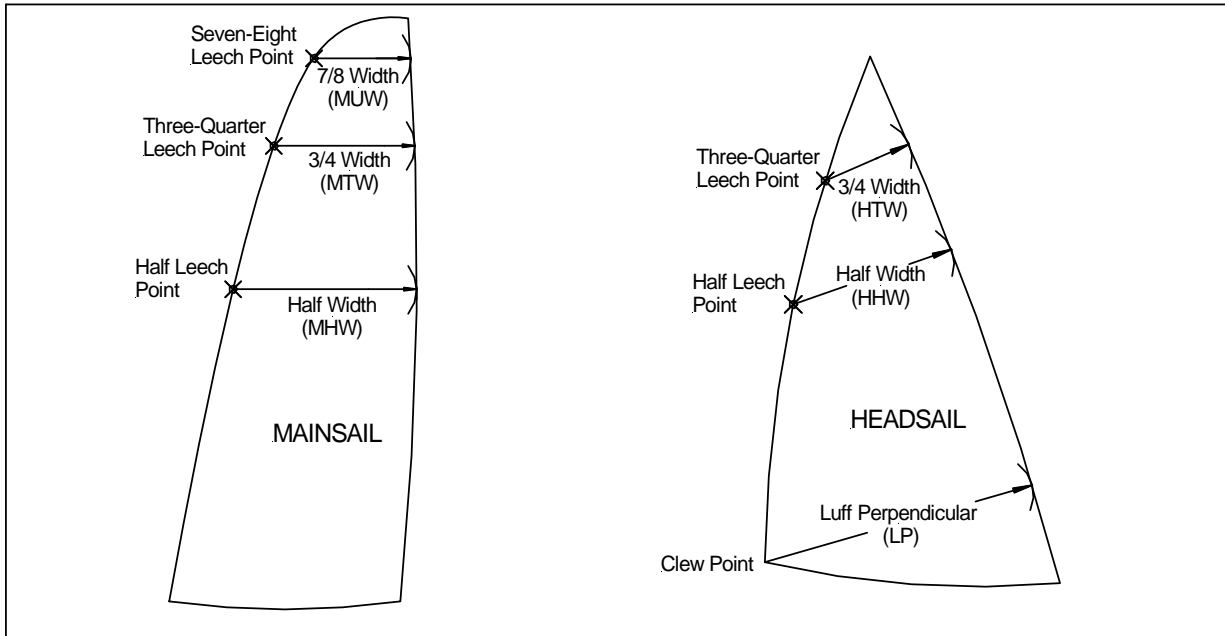 Seven-Eight
Leech Point
7/8 Width
(MUW)
Three-Quarter
Leech Point
3/4 Width
(MTW)
Half Leech
Point
Half Width
(MHW)
MAINSAIL
Three-Quarter
Leech Point
3/4 Width
(HTW)
Half Leech
Point
Half Width
(HHW)
HEADSAIL
Luff Perpendicular
(LP)
Clew Point